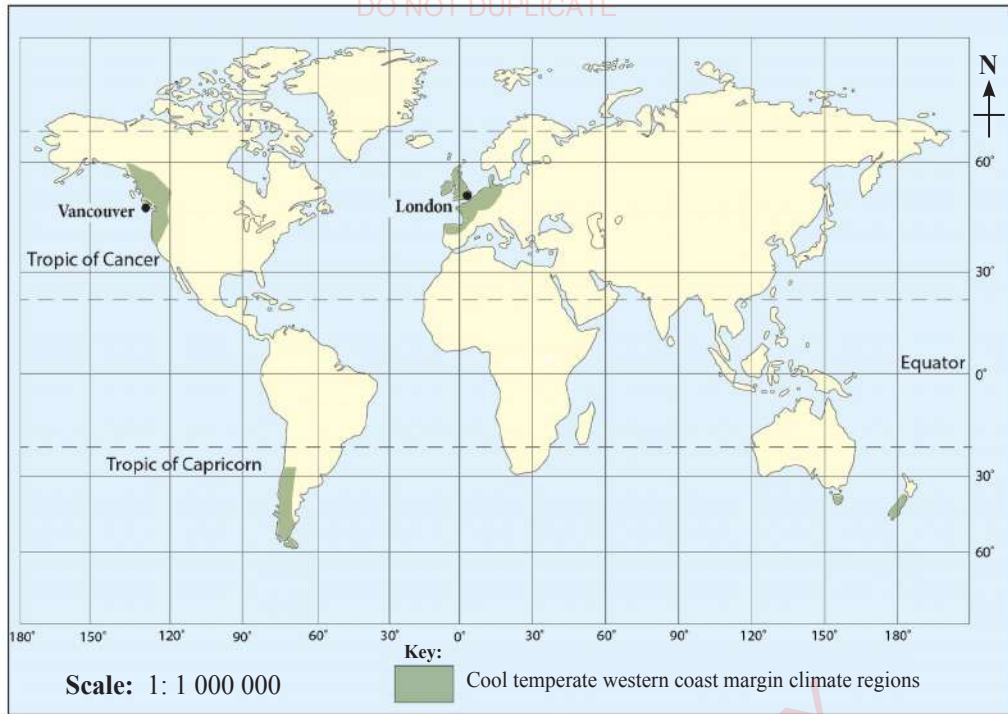 DO NOT DUPLICATE
N
60˚
Vancouver
London
Tropic of Cancer
30˚
Equator
0˚
Tropic of Capricorn
30˚
60˚
180˚ 150˚ 120˚ 90˚ 60˚ 0˚ 30˚ 60˚ 90˚ 120˚ 150˚ 180˚
Key:
Scale: 1: 1 000 000
Cool temperate western coast margin climate regions